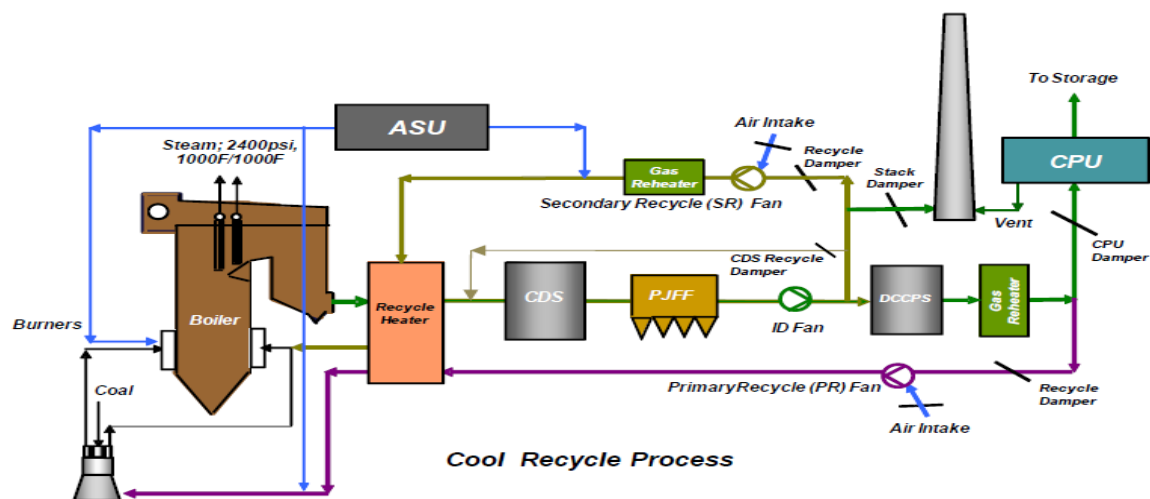 To Storage
ASU
Air Intake
Recycle
Damper
Steam; 2400psi,
1000F/1000F
Gas
Reheater
Stack
Damper
CPU
Secondary Recycle (SR) Fan
Vent
CPU
Damper
CDS Recycle
Damper
Boiler
Recycle
Heater
CDS
PJFF
DCCPS
Gas
Reheater
Burners
ID Fan
Coal
PrimaryRecycle (PR) Fan
Recycle
Damper
Air Intake
Cool Recycle Process